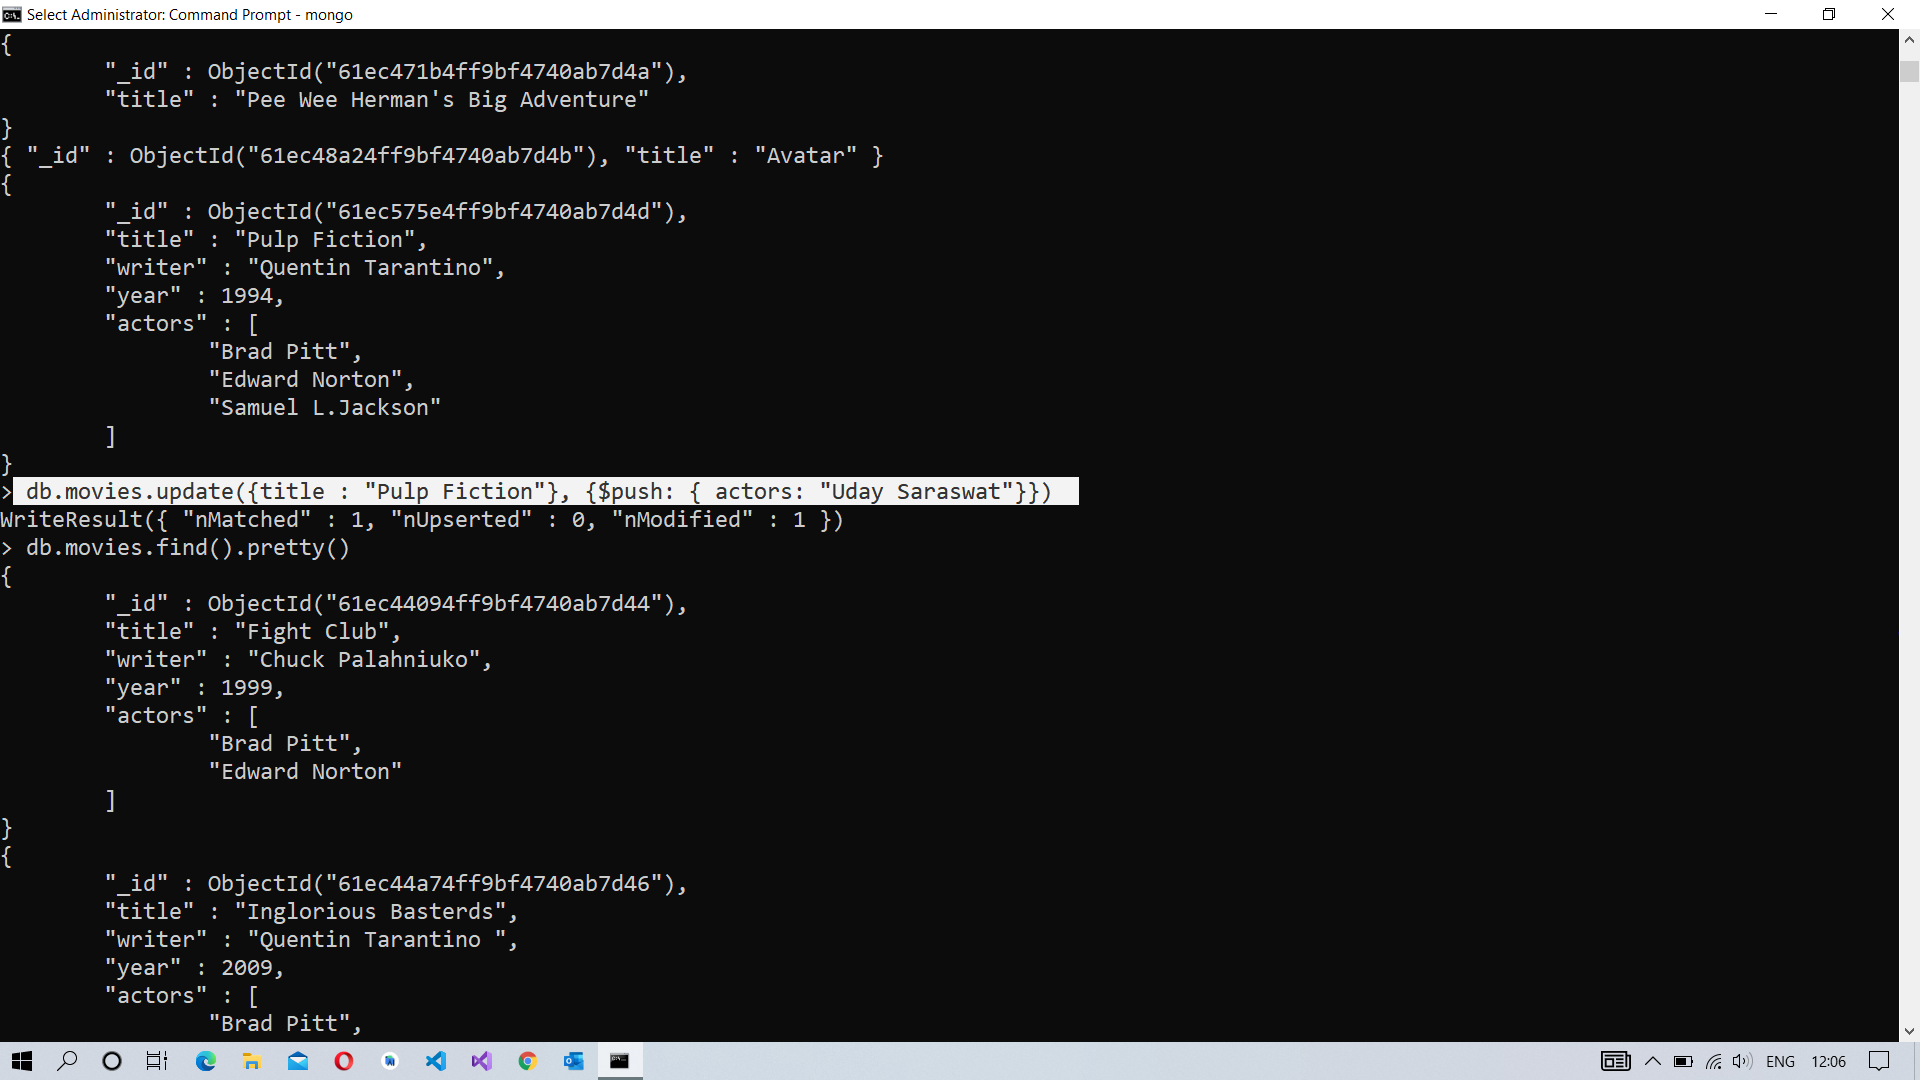 Select Administrator: Command Prompt - mongo
{
        "_id" : ObjectId("61ec471b4ff9bf4740ab7d4a"),
        "title" : "Pee Wee Herman's Big Adventure"
}
{ "_id" : ObjectId("61ec48a24ff9bf4740ab7d4b"), "title" : "Avatar" }
{
        "_id" : ObjectId("61ec575e4ff9bf4740ab7d4d"),
        "title" : "Pulp Fiction",
        "writer" : "Quentin Tarantino",
        "year" : 1994,
        "actors" : [
                "Brad Pitt",
                "Edward Norton",
                "Samuel L.Jackson"
        ]
}
> db.movies.update({title : "Pulp Fiction"}, {$push: { actors: "Uday Saraswat"}})
WriteResult({ "nMatched" : 1, "nUpserted" : 0, "nModified" : 1 })
> db.movies.find().pretty()
{
        "_id" : ObjectId("61ec44094ff9bf4740ab7d44"),
        "title" : "Fight Club",
        "writer" : "Chuck Palahniuko",
        "year" : 1999,
        "actors" : [
                "Brad Pitt",
                "Edward Norton"
        ]
}
{
        "_id" : ObjectId("61ec44a74ff9bf4740ab7d46"),
        "title" : "Inglorious Basterds",
        "writer" : "Quentin Tarantino ",
        "year" : 2009,
        "actors" : [
                "Brad Pitt",
ENG 12:06